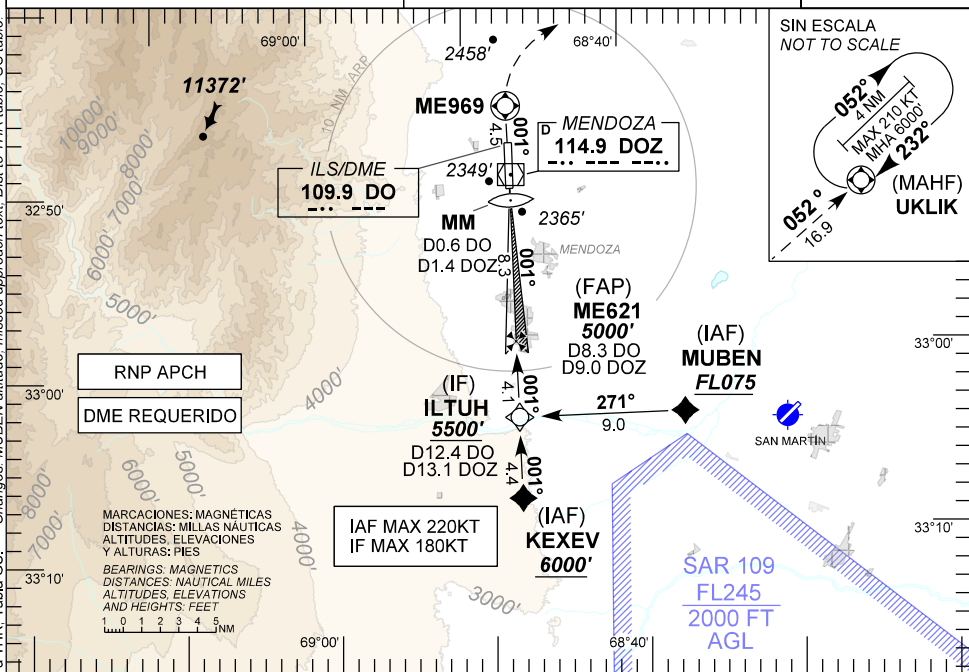 69°00'
68°40'
SIN ESCALA
NOT TO SCALE
052°
4 NM
MAX 210 KT
MHA 6000'
232°
(MAHF)
UKLIK
052°
16.9
2458'
11372'
10 NM ARP
ME969
001°
4.5
D MENDOZA
114.9 DOZ
ILS/DME
109.9 DO
2349'
10000'
9000'
8000'
7000'
6000'
5000'
32°50'
MM
D0.6 DO
D1.4 DOZ
2365'
MENDOZA
8.3
001°
(FAP)
ME621
5000'
D8.3 DO
D9.0 DOZ
33°00'
(IAF)
MUBEN
FL075
RNP APCH
DME REQUERIDO
33°00'
4000'
(IF)
ILTUH
5500'
D12.4 DO
D13.1 DOZ
4.1
001°
271°
9.0
SAN MARTÍN
4.4
001°
(IAF)
KEXEV
6000'
IAF MAX 220KT
IF MAX 180KT
33°10'
8000'
7000'
6000'
5000'
4000'
3000'
MARCACIONES: MAGNÉTICAS
DISTANCIAS: MILLAS NÁUTICAS
ALTITUDES, ELEVACIONES
Y ALTURAS: PIES
BEARINGS: MAGNETICS
DISTANCES: NAUTICAL MILES
ALTITUDES, ELEVATIONS
AND HEIGHTS: FEET
1 0 1 2 3 4 5 NM
33°10'
SAR 109
FL245
2000 FT
AGL
69°00'
68°40'